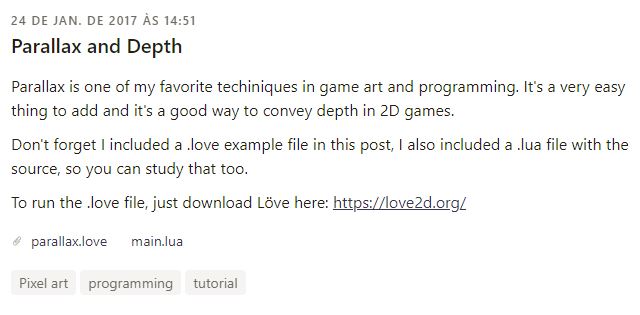 24 DE JAN. DE 2017 ÀS 14:51
Parallax and Depth
Parallax is one of my favorite techiniques in game art and programming. It's a very easy
thing to add and it's a good way to convey depth in 2D games.
Don't forget I included a .love example file in this post, I also included a .lua file with the
source, so you can study that too.
To run the .love file, just download Löve here: https://love2d.org/
parallax.love main.lua
Pixel art programming tutorial